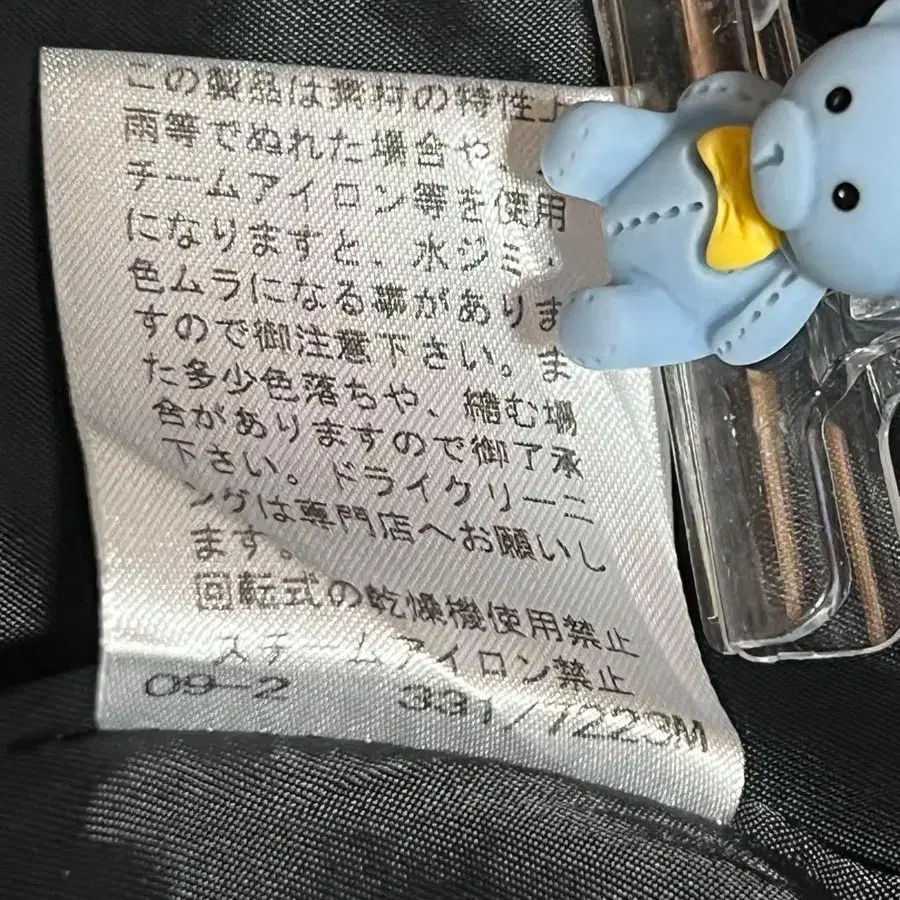 この製品は素材の特性上
雨等でぬれた場合や、
チームアイロン等を使用
になりますと、水ジミ・
色ムラになる事がありま
すので御注意下さい。ま
た多少色落ちや、縮む場
合がありますので御了承
下さい。ドライクリーニ
ングは専門店へお願いし
ます。
回転式の乾燥機使用禁止
スチームアイロン禁止
09-2 331/7223M